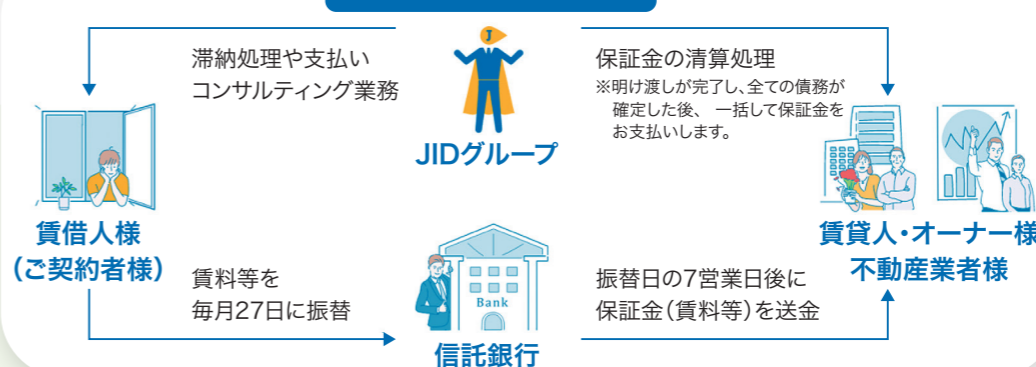 滞納処理や支払い
コンサルティング業務
J
JIDグループ
保証金の清算処理
※明け渡しが完了し、全ての債務が
確定した後、 一括して保証金を
お支払いします。
賃借人様
(ご契約者様)
賃貸人・オーナー様
不動産業者様
賃料等を
毎月27日に振替
Bank
信託銀行
振替日の7営業日後に
保証金(賃料等)を送金